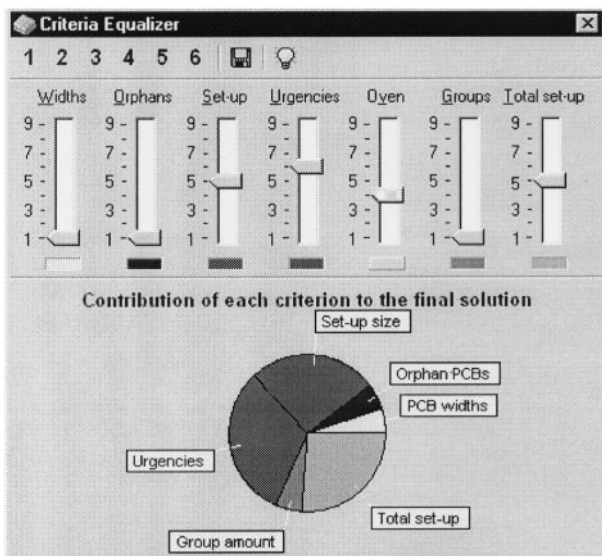 Criteria Equalizer
1 2 3 4 5 6
Widths Orphans Set-up Urgencies Oven Groups Total set-up
9 9 9 9 9 9 9
7 7 7 7 7 7 7
5 5 5 5 5 5 5
3 3 3 3 3 3 3
1 1 1 1 1 1 1
Contribution of each criterion to the final solution
Set-up size
Orphan PCBs
PCB widths
Urgencies
Total set-up
Group amount